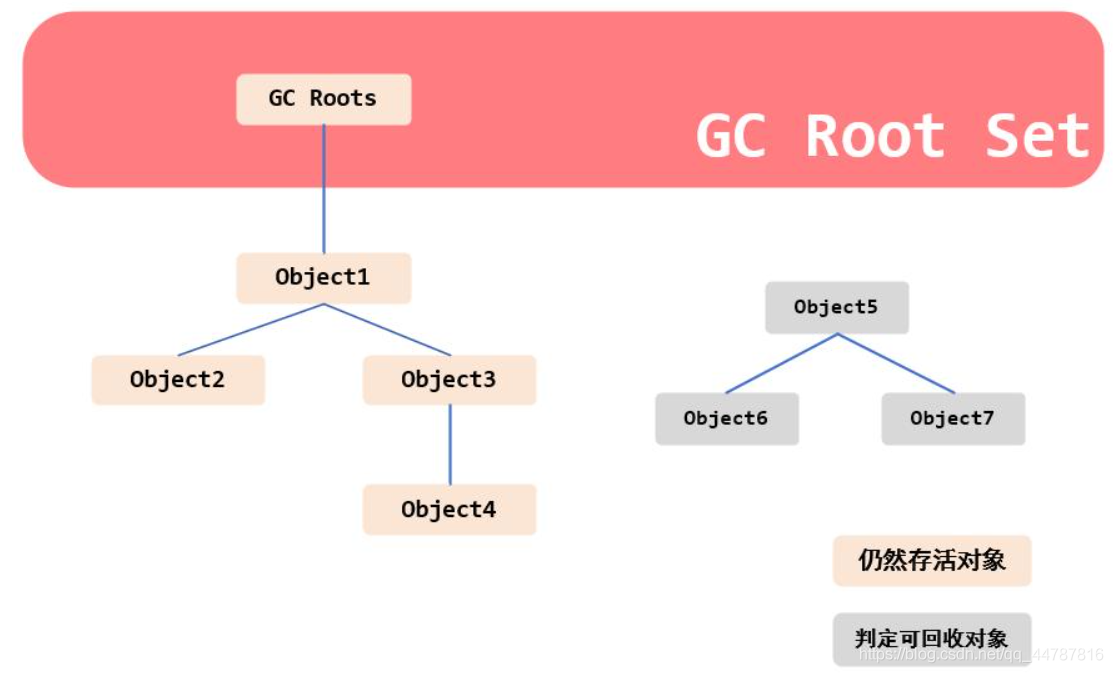 GC Roots
GC Root Set
Object1
Object5
Object2
Object3
Object6
Object7
Object4
仍然存活对象
判定可回收对象
https://blog.csdn.net/qq_44787816